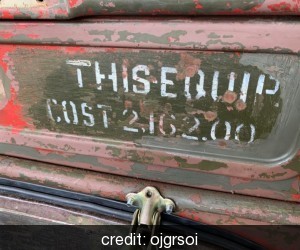 THIS EQUIP.
COST 2,162.00
credit: ojgrsoi